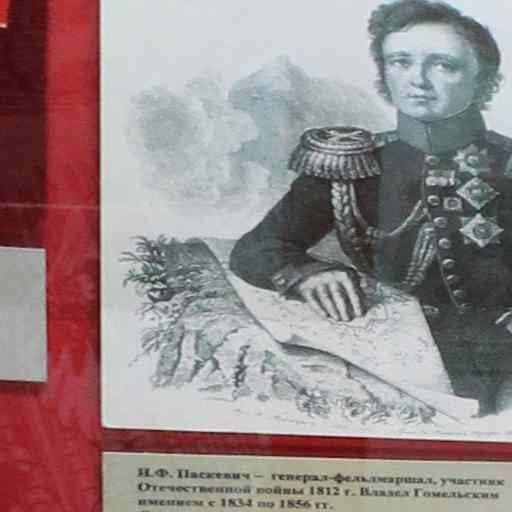 И.Ф. Паскевич – генерал-фельдмаршал, участник
Отечественной войны 1812 г. Владел Гомельским
имением с 1834 по 1856 гг.